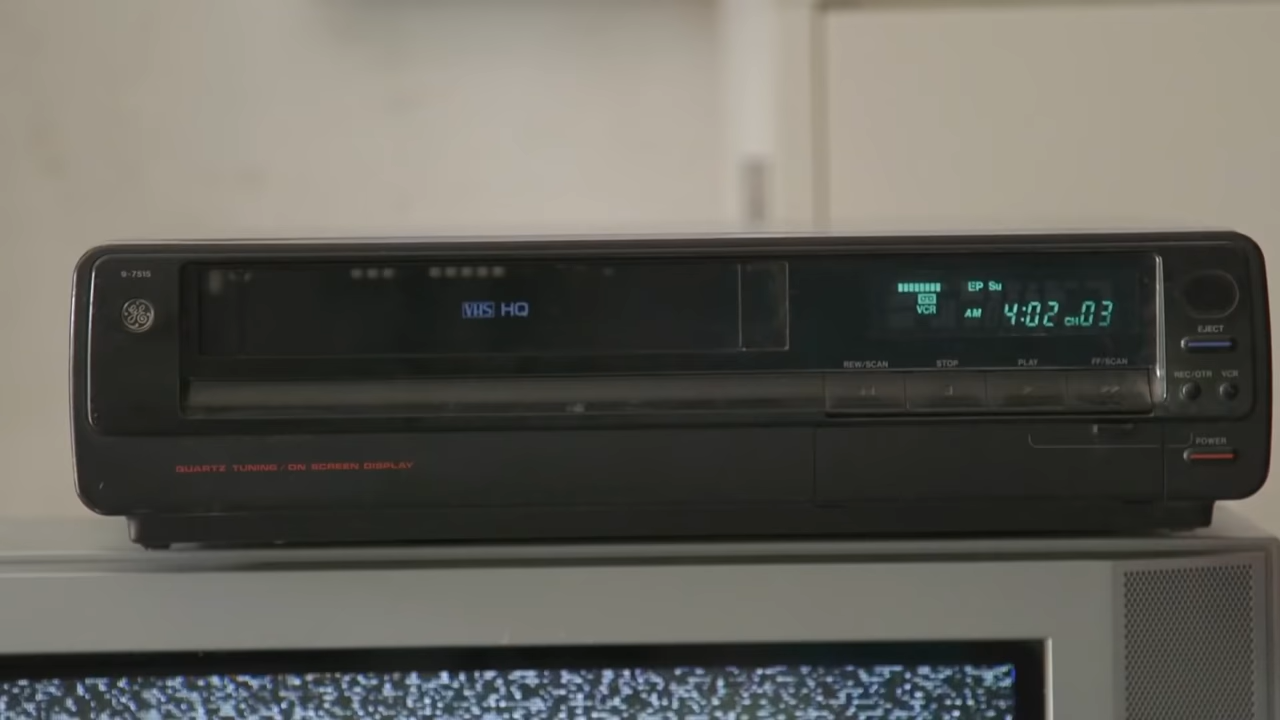 9-7515
GE
VHS HQ
EP Su
VCR
AM 4:02 CH 03
EJECT
REW/SCAN STOP PLAY FF/SCAN
REC/OTR VCR
POWER
QUARTZ TUNING / ON SCREEN DISPLAY